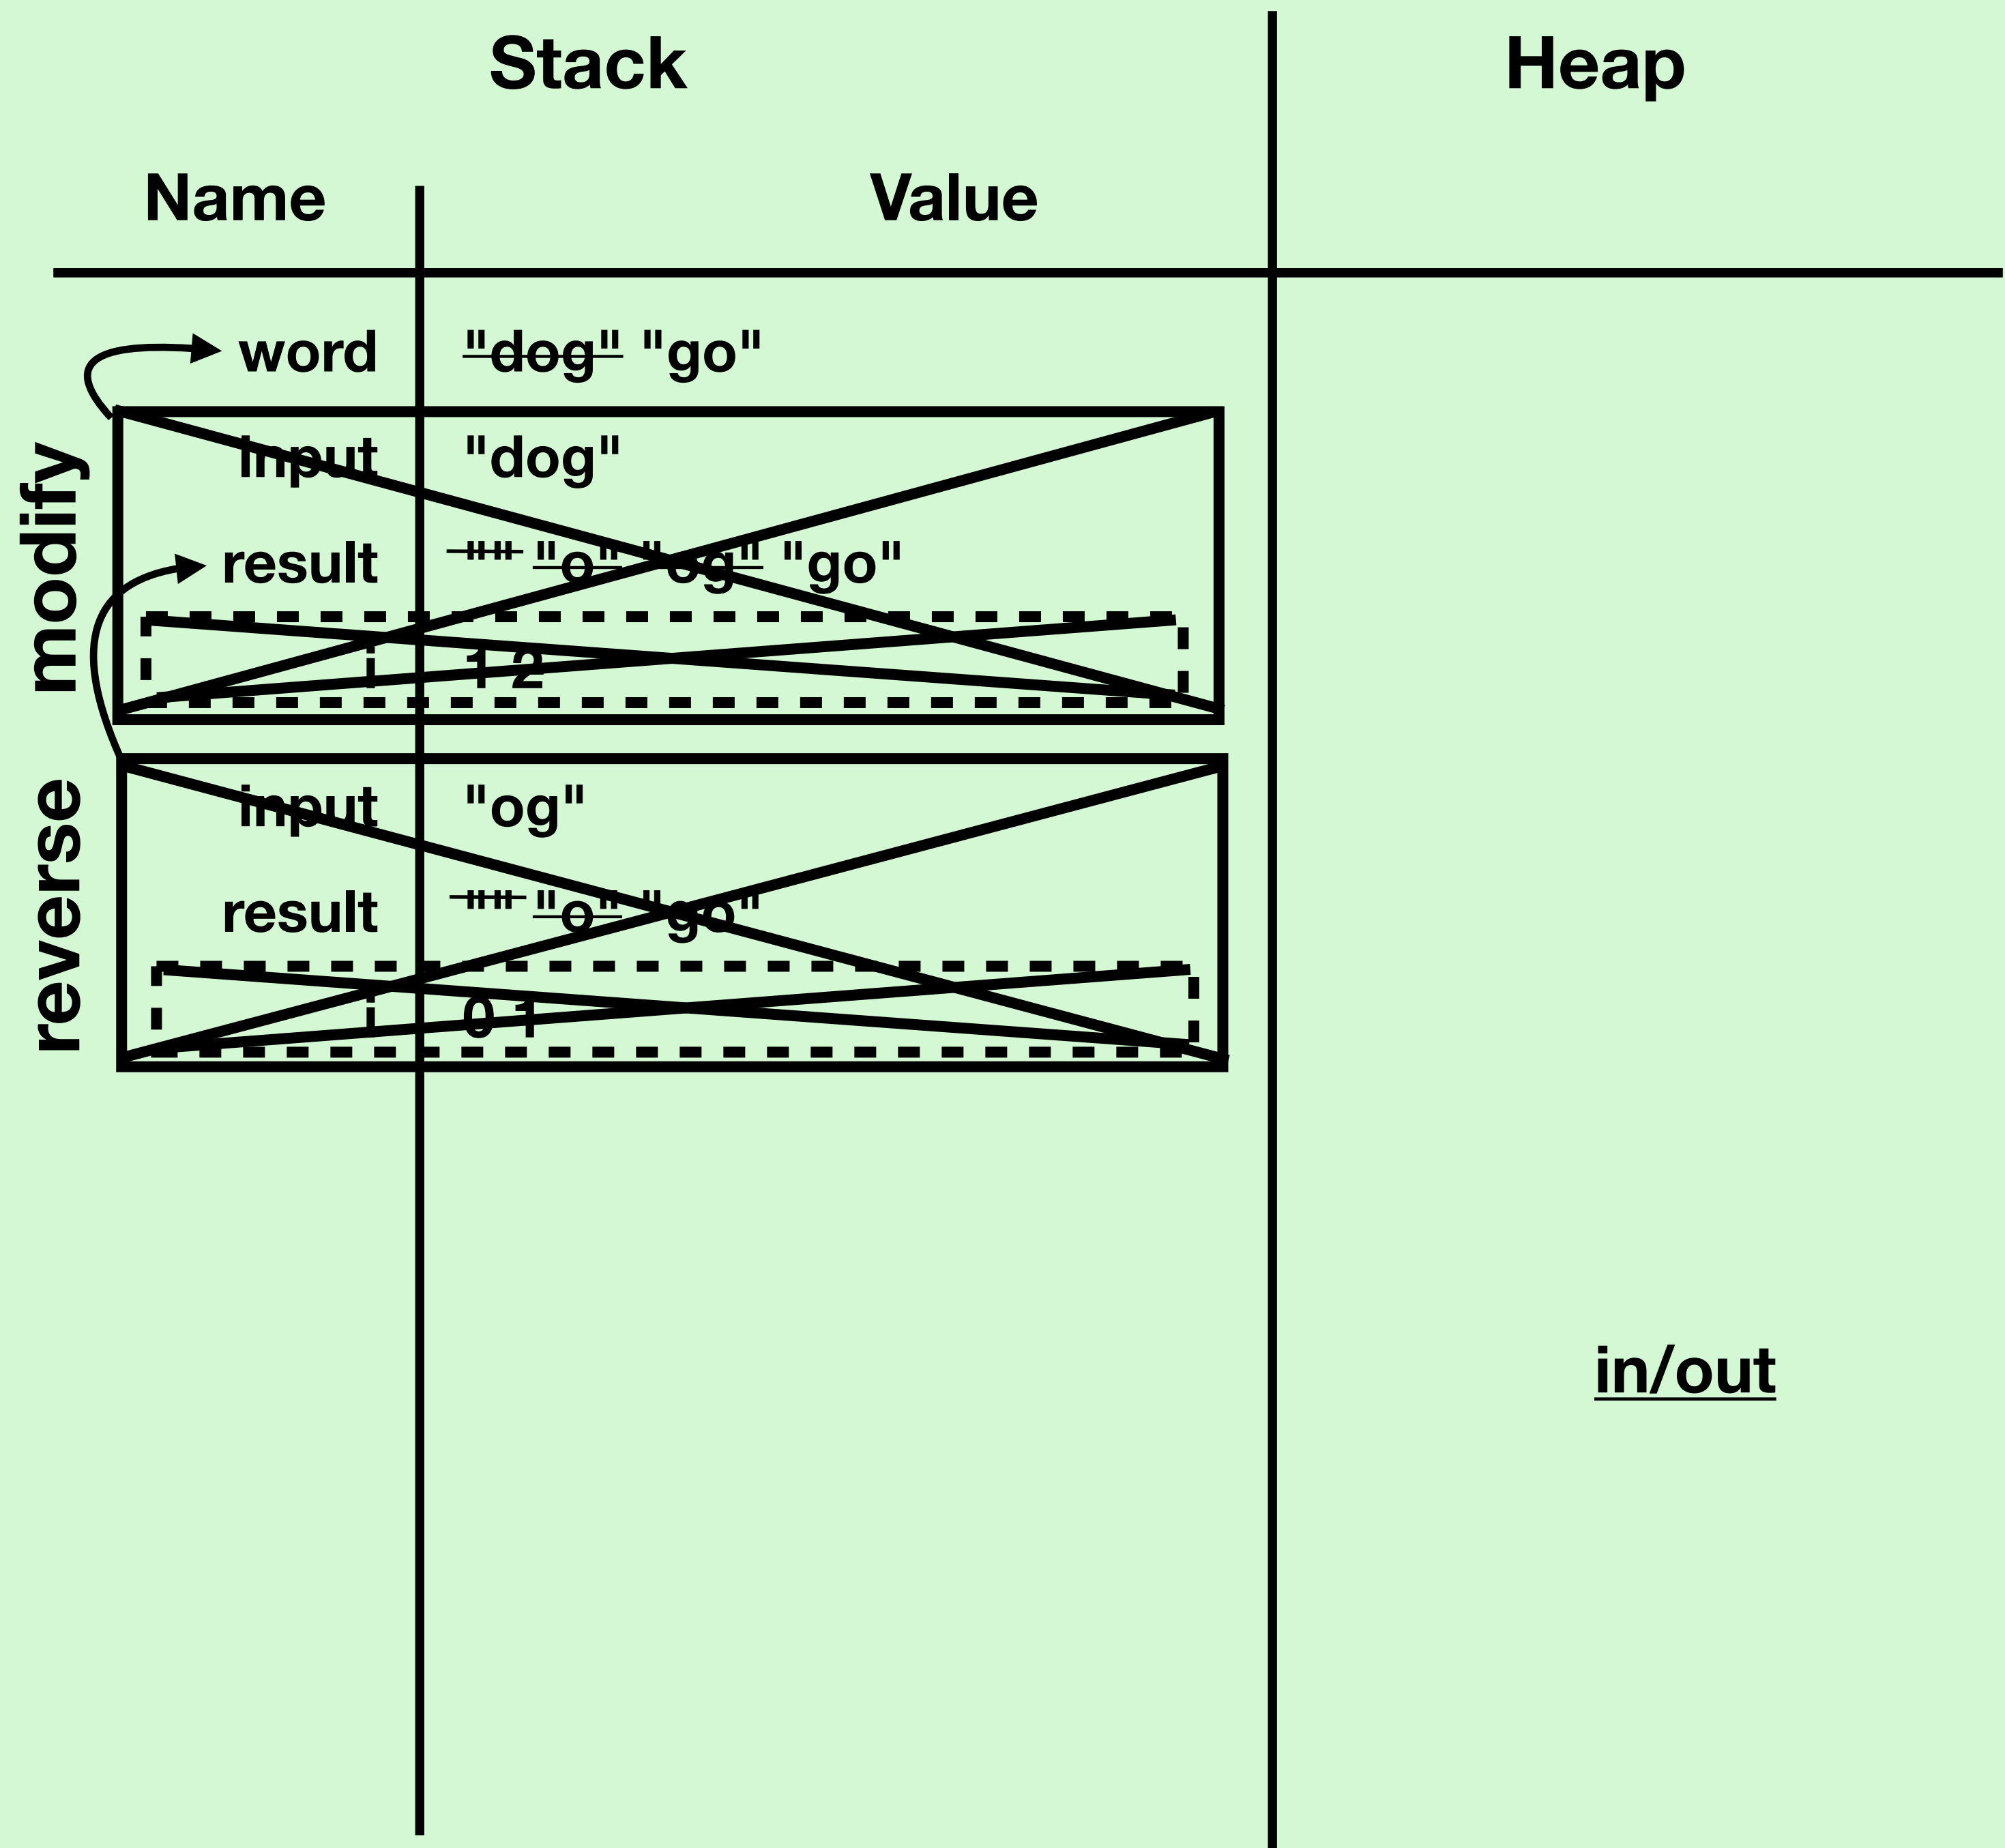 Stack Heap
Name Value
word "dog" "go"
modify
input "dog"
result "" "o" "og" "go"
i 1 2
reverse
input "og"
result "" "o" "go"
i 0 1
in/out